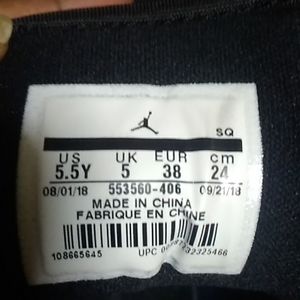 SQ
US UK EUR cm
5.5Y 5 38 24
08/01/18 553560-406 09/21/18
MADE IN CHINA
FABRIQUE EN CHINE
108665645
UPC